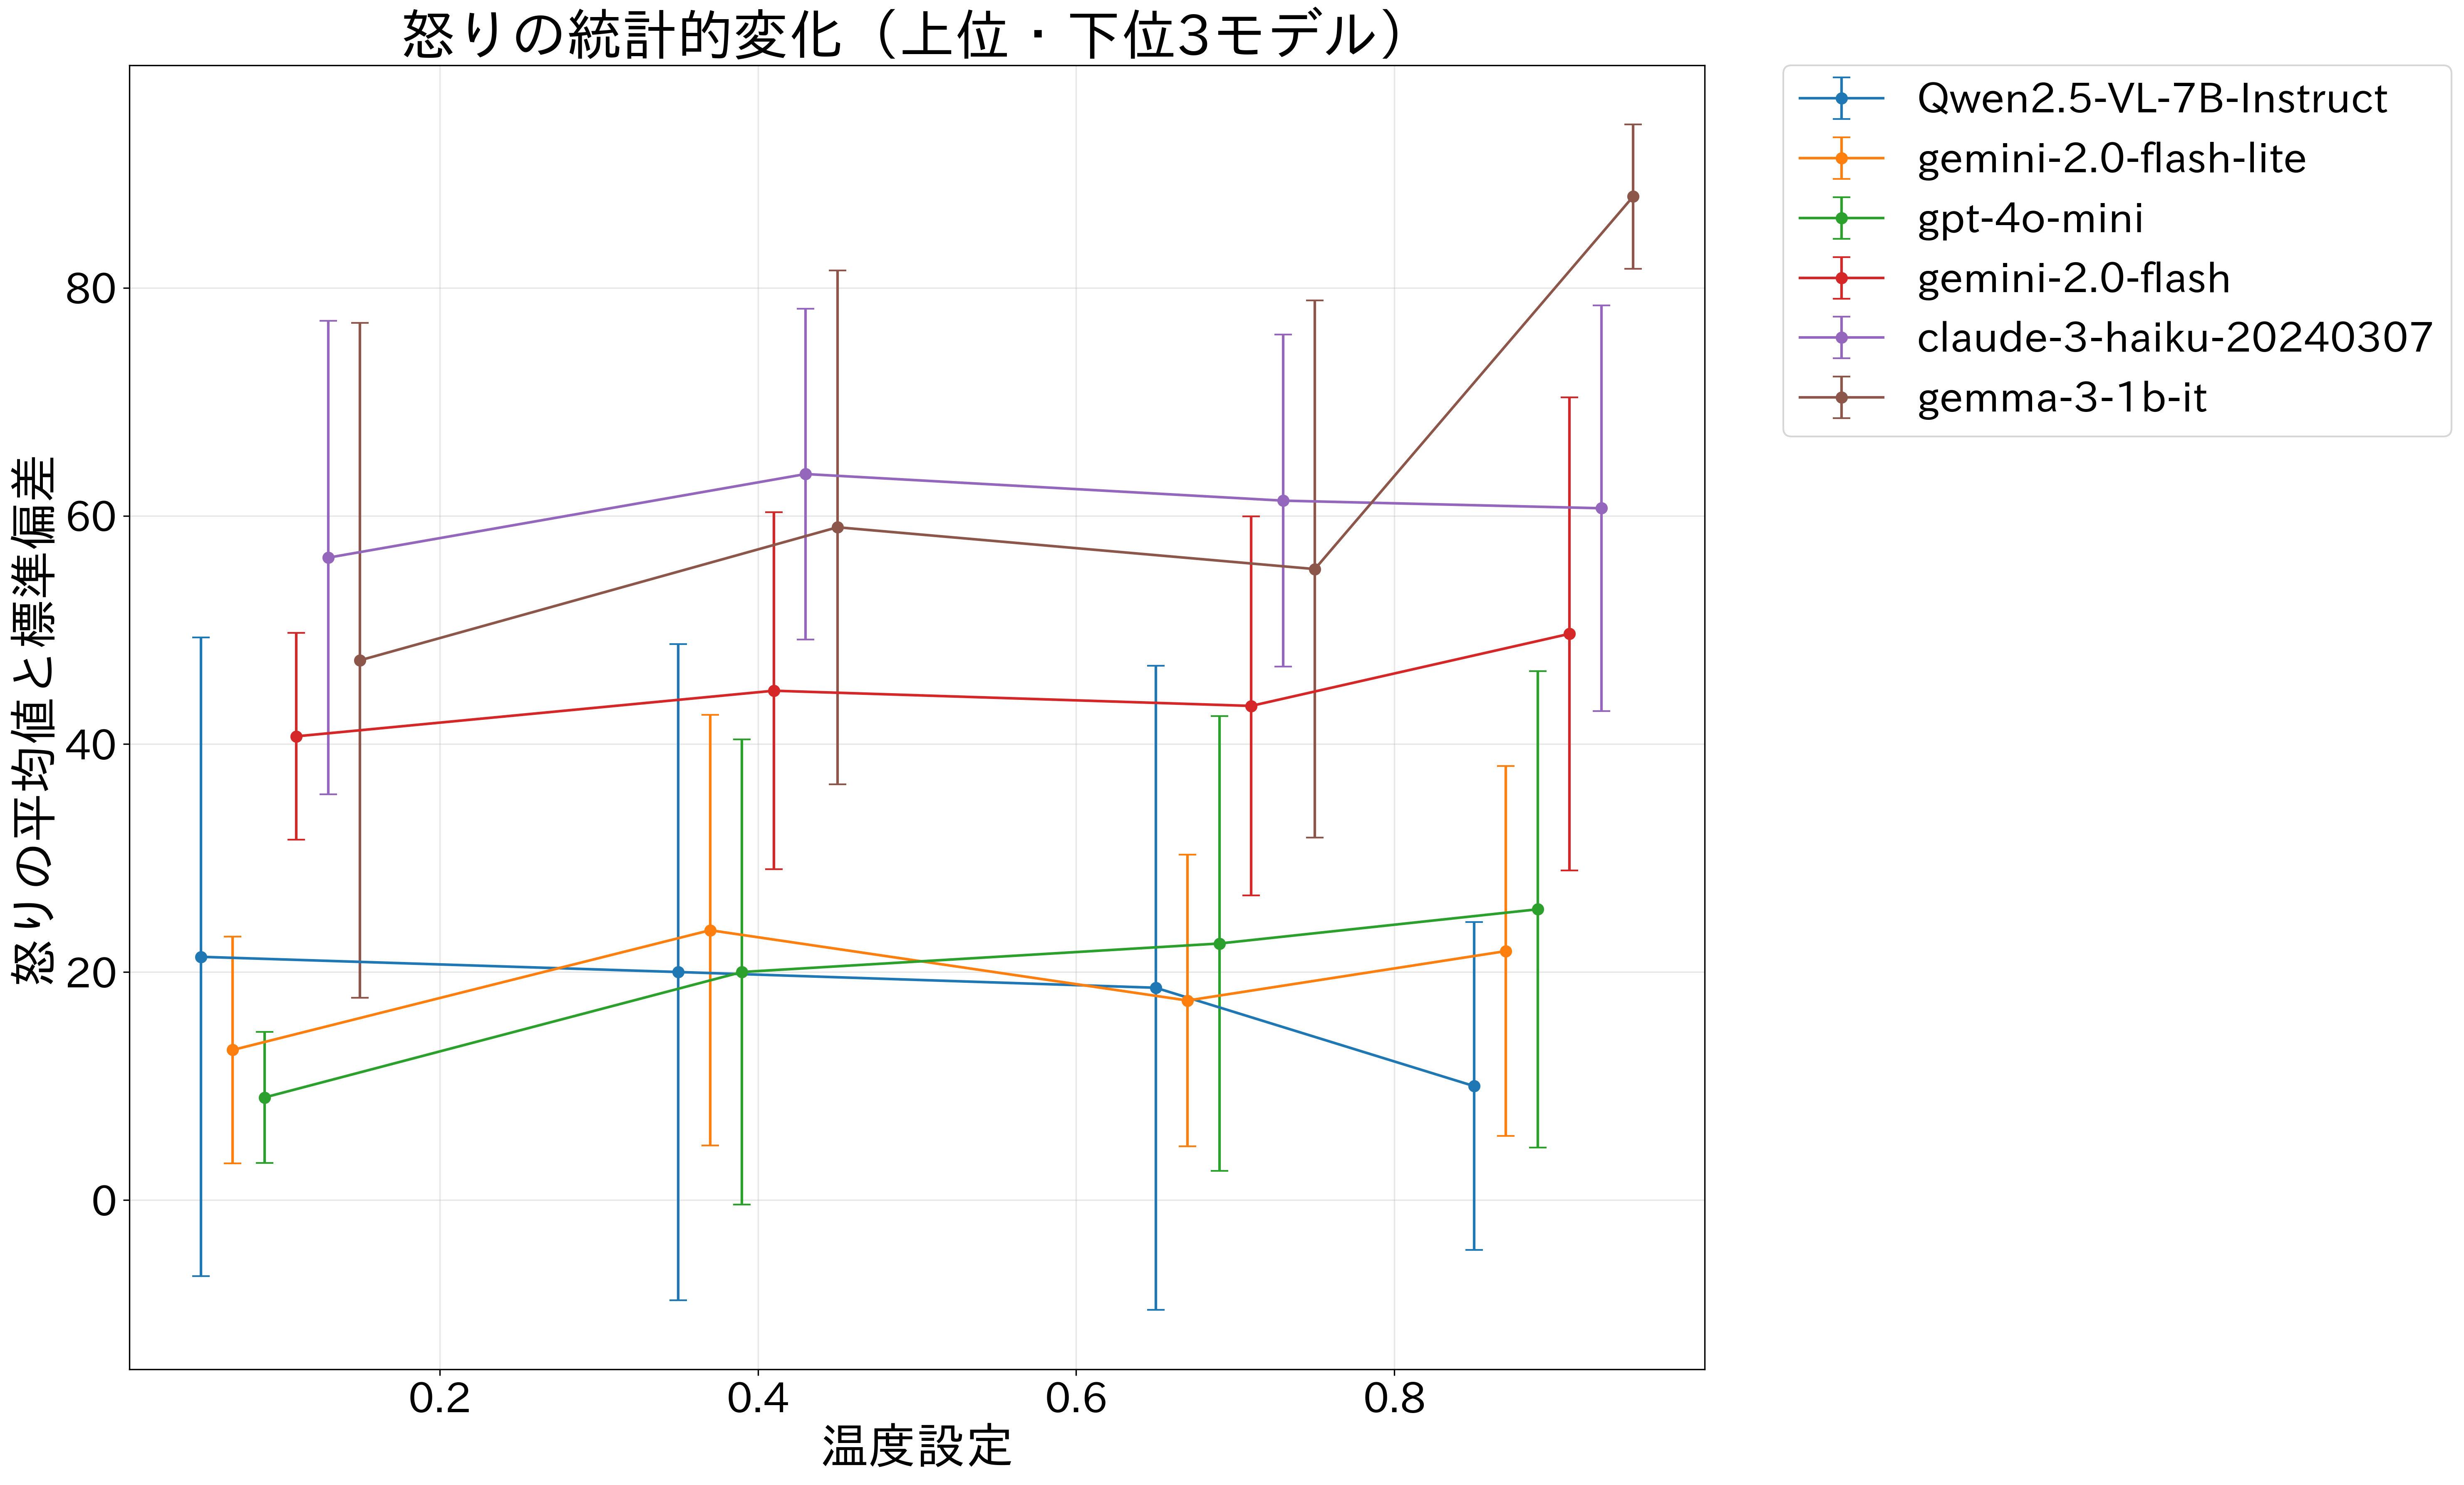 怒りの統計的変化（上位・下位3モデル）
怒りの平均値と標準偏差
80
60
40
20
0
0.2 0.4 0.6 0.8
温度設定
Qwen2.5-VL-7B-Instruct
gemini-2.0-flash-lite
gpt-4o-mini
gemini-2.0-flash
claude-3-haiku-20240307
gemma-3-1b-it